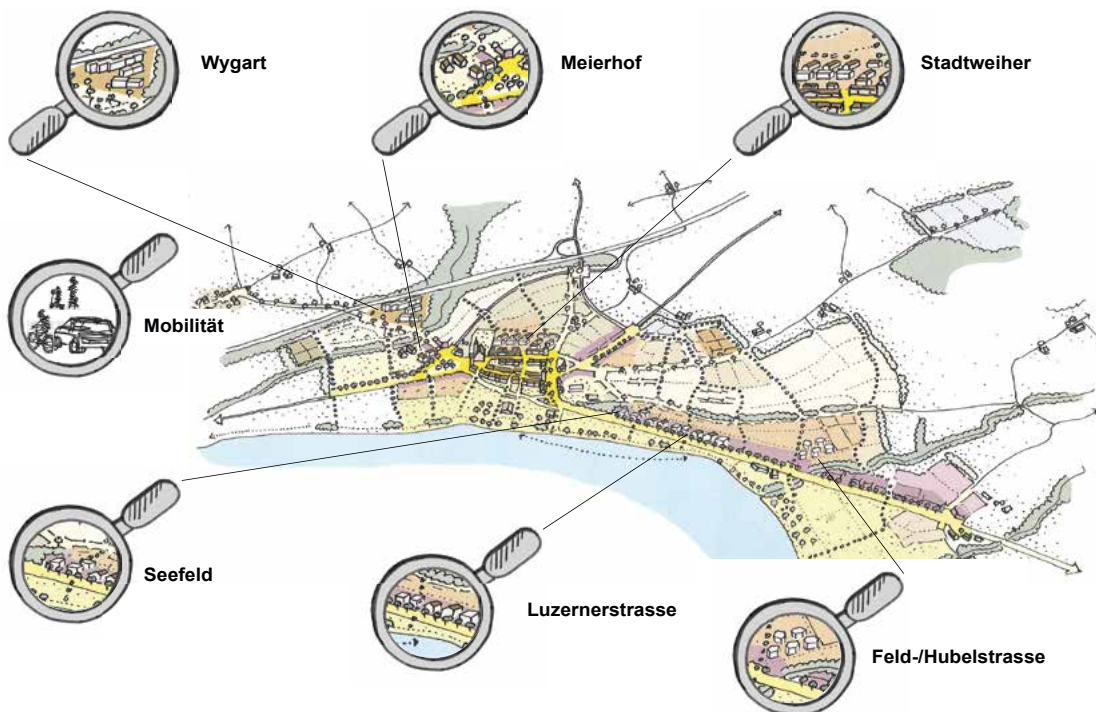 Wygart
Meierhof
Stadtweiher
Mobilität
Seefeld
Luzernerstrasse
Feld-/Hubelstrasse